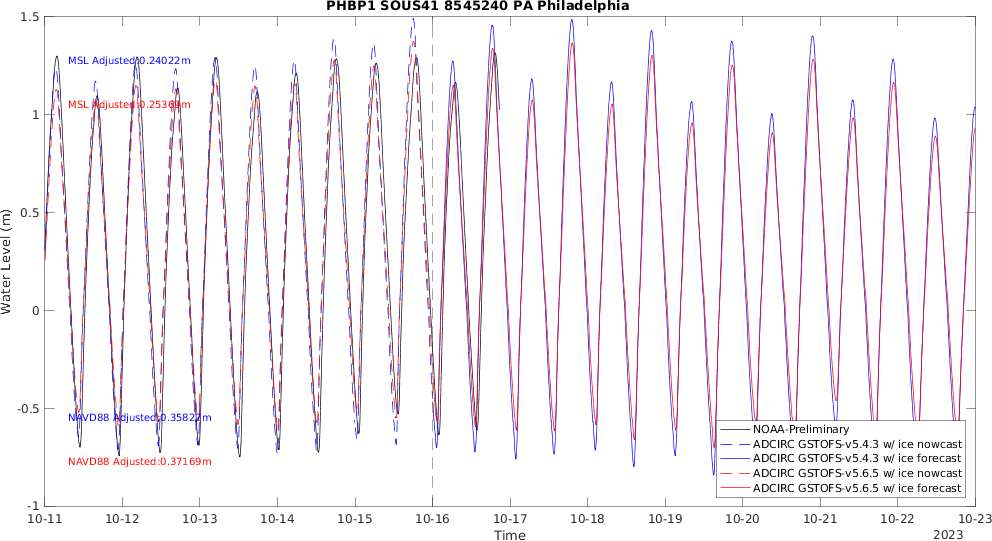 PHBP1 SOUS41 8545240 PA Philadelphia
1.5
1
0.5
0
-0.5
-1
Water Level (m)
MSL Adjusted:0.24022m
MSL Adjusted:0.25369m
NAVD88 Adjusted:0.35822m
NAVD88 Adjusted:0.37169m
NOAA-Preliminary
ADCIRC GSTOFS-v5.4.3 w/ ice nowcast
ADCIRC GSTOFS-v5.4.3 w/ ice forecast
ADCIRC GSTOFS-v5.6.5 w/ ice nowcast
ADCIRC GSTOFS-v5.6.5 w/ ice forecast
10-11 10-12 10-13 10-14 10-15 10-16 10-17 10-18 10-19 10-20 10-21 10-22 10-23
Time
2023